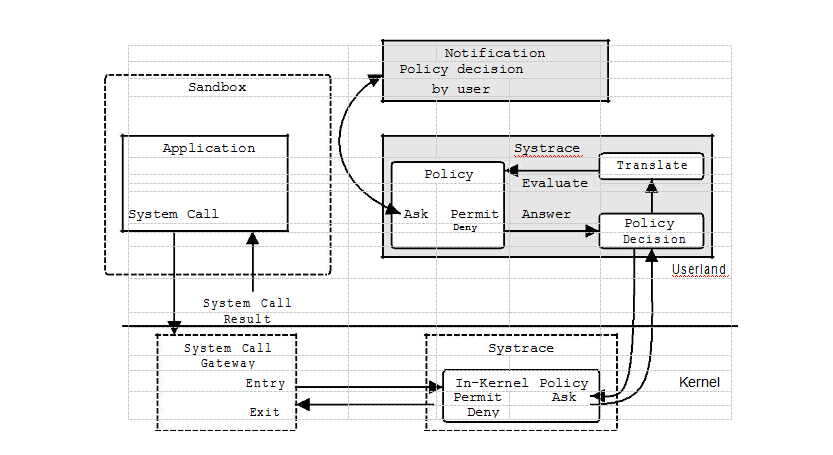 Notification
Policy decision
by user
Sandbox
Application
System Call
System Call
Result
Systrace
Policy
Ask Permit
Deny
Evaluate
Answer
Translate
Policy
Decision
Userland
System Call
Gateway
Entry
Exit
Systrace
In-Kernel Policy
Permit Ask
Deny
Kernel